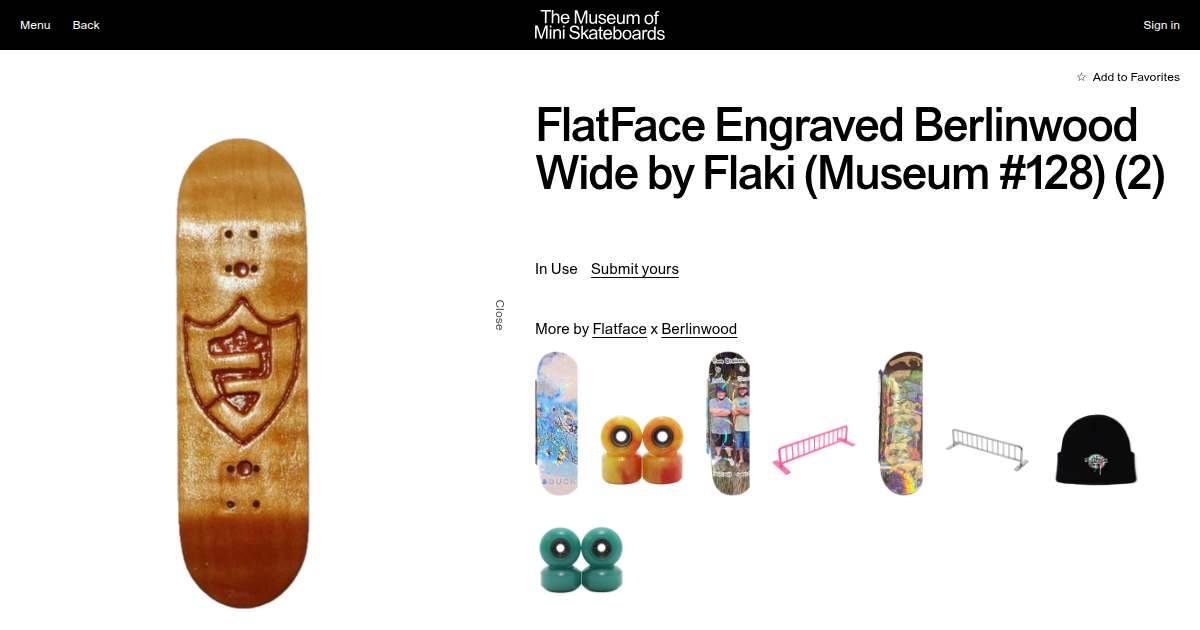 Menu
Back
The Museum of
Mini Skateboards
Sign in
☆ Add to Favorites
FlatFace Engraved Berlinwood
Wide by Flaki (Museum #128) (2)
In Use
Submit yours
Close
More by Flatface x Berlinwood
DUCK